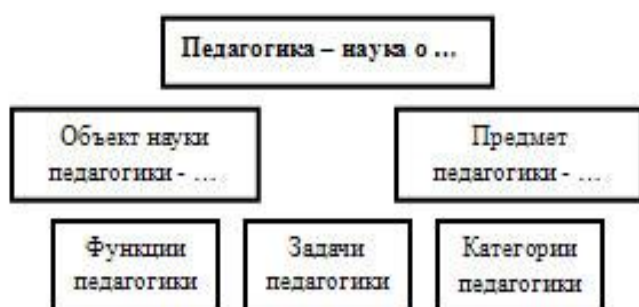 Педагогика – наука о ...
Объект науки
педагогики - ...
Предмет
педагогики - ...
Функции
педагогики
Задачи
педагогики
Категории
педагогики